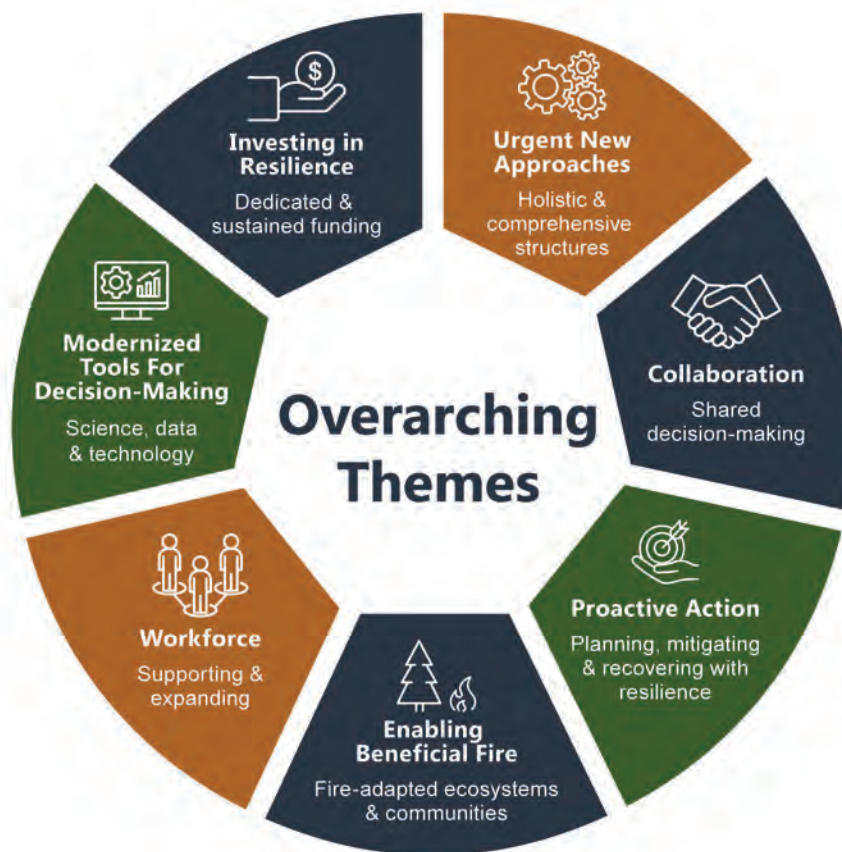 Overarching
Themes
$
Urgent New
Approaches
Holistic &
comprehensive
structures
Collaboration
Shared
decision-making
Proactive Action
Planning, mitigating
& recovering with
resilience
Enabling
Beneficial Fire
Fire-adapted ecosystems
& communities
Workforce
Supporting &
expanding
Modernized
Tools For
Decision-Making
Science, data
& technology
Investing in
Resilience
Dedicated &
sustained funding